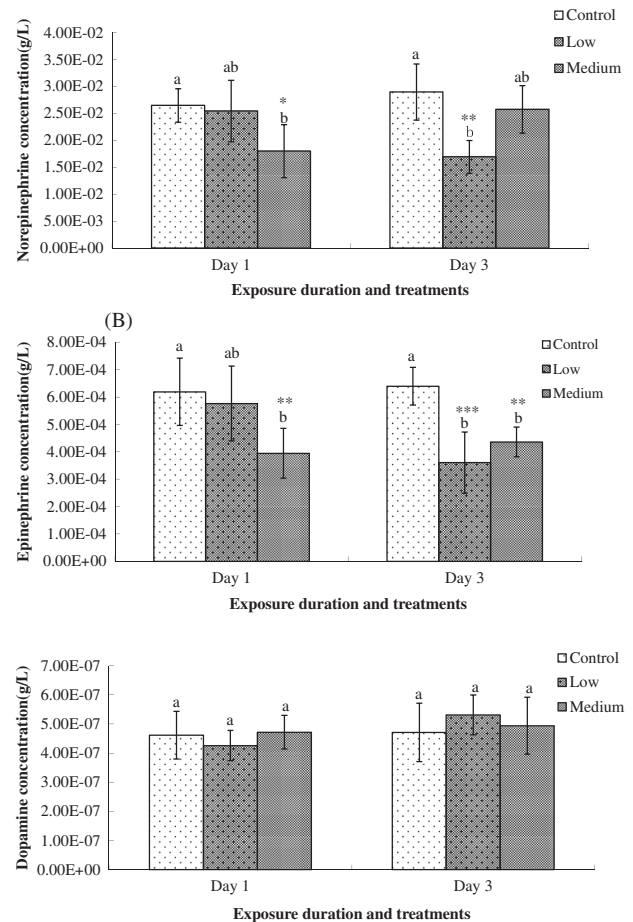 Control
Low
Medium
4.00E-02
3.50E-02
3.00E-02
2.50E-02
2.00E-02
1.50E-02
1.00E-02
5.00E-03
0.00E+00
Norepinephrine concentration(g/L)
a
ab
*
b
a
**
b
ab
Day 1
Day 3
Exposure duration and treatments
(B)
Control
Low
Medium
8.00E-04
7.00E-04
6.00E-04
5.00E-04
4.00E-04
3.00E-04
2.00E-04
1.00E-04
0.00E+00
Epinephrine concentration(g/L)
a
ab
**
b
a
***
b
**
b
Day 1
Day 3
Exposure duration and treatments
Control
Low
Medium
7.00E-07
6.00E-07
5.00E-07
4.00E-07
3.00E-07
2.00E-07
1.00E-07
0.00E+00
Dopamine concentration(g/L)
a
a
a
a
a
a
Day 1
Day 3
Exposure duration and treatments